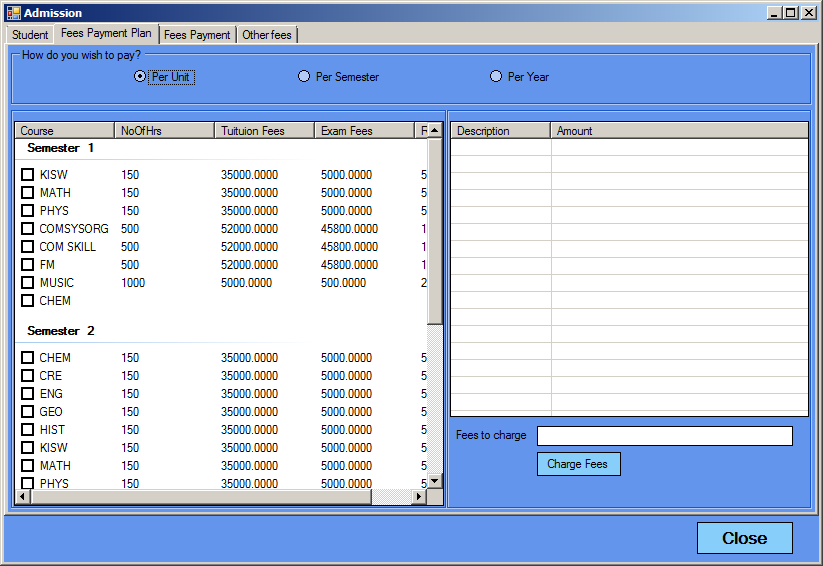 Admission
Student Fees Payment Plan Fees Payment Other fees
How do you wish to pay?
Per Unit Per Semester Per Year
Course NoOfHrs Tuituion Fees Exam Fees F
Semester 1
KISW 150 35000.0000 5000.0000 5
MATH 150 35000.0000 5000.0000 5
PHYS 150 35000.0000 5000.0000 5
COMSYSORG 500 52000.0000 45800.0000 1
COM SKILL 500 52000.0000 45800.0000 1
FM 500 52000.0000 45800.0000 1
MUSIC 1000 5000.0000 500.0000 2
CHEM
Semester 2
CHEM 150 35000.0000 5000.0000 5
CRE 150 35000.0000 5000.0000 5
ENG 150 35000.0000 5000.0000 5
GEO 150 35000.0000 5000.0000 5
HIST 150 35000.0000 5000.0000 5
KISW 150 35000.0000 5000.0000 5
MATH 150 35000.0000 5000.0000 5
PHYS 150 35000.0000 5000.0000 5
Description Amount
Fees to charge
Charge Fees
Close